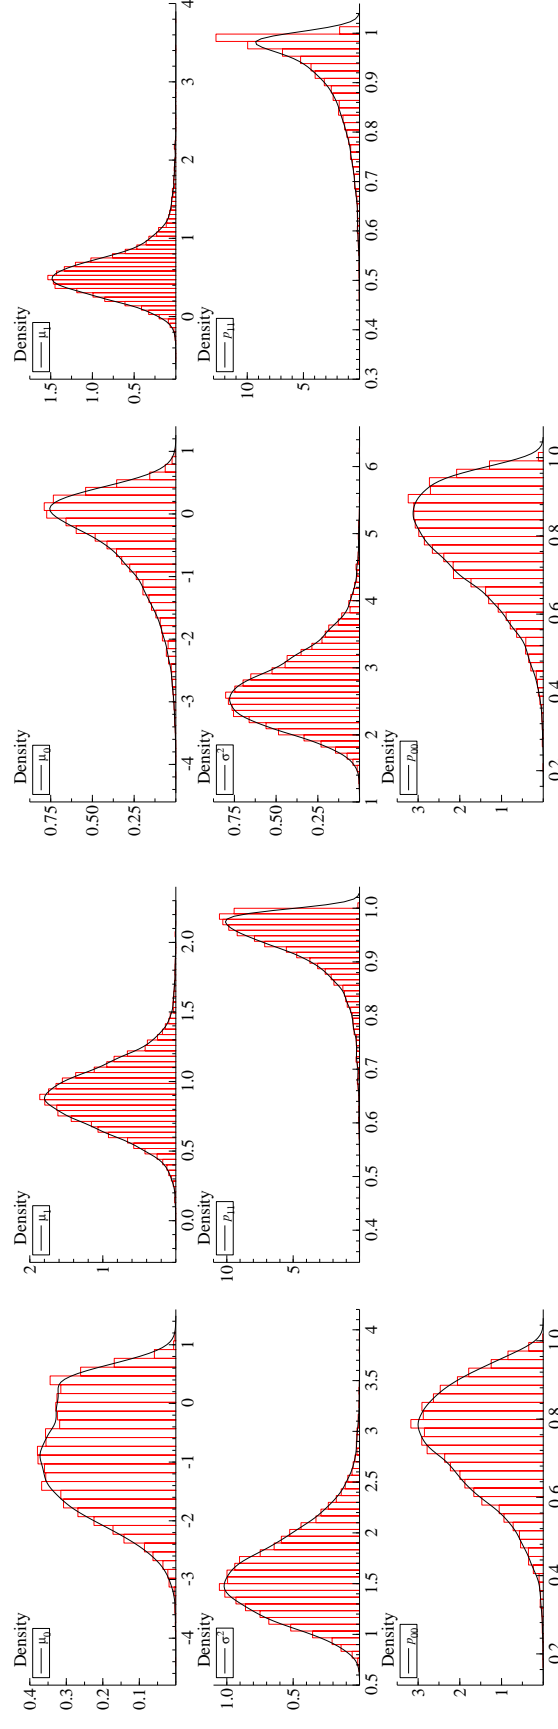 Density
μ₀
0.4
0.3
0.2
0.1
-4 -3 -2 -1 0 1
Density
μ₁
2
1
0.0 0.5 1.0 1.5 2.0
Density
μ₀
0.75
0.50
0.25
-4 -3 -2 -1 0 1
Density
μ₁
1.5
1.0
0.5
0 1 2 3 4
Density
σ²
1.0
0.5
0.5 1 1.5 2 2.5 3 3.5 4
Density
p₁₁
10
5
0.4 0.5 0.6 0.7 0.8 0.9 1.0
Density
σ²
0.75
0.50
0.25
1 2 3 4 5 6
Density
p₁₁
10
5
0.3 0.4 0.5 0.6 0.7 0.8 0.9 1
Density
p₀₀
3
2
1
0.2 0.4 0.6 0.8 1.0
Density
p₀₀
3
2
1
0.2 0.4 0.6 0.8 1.0